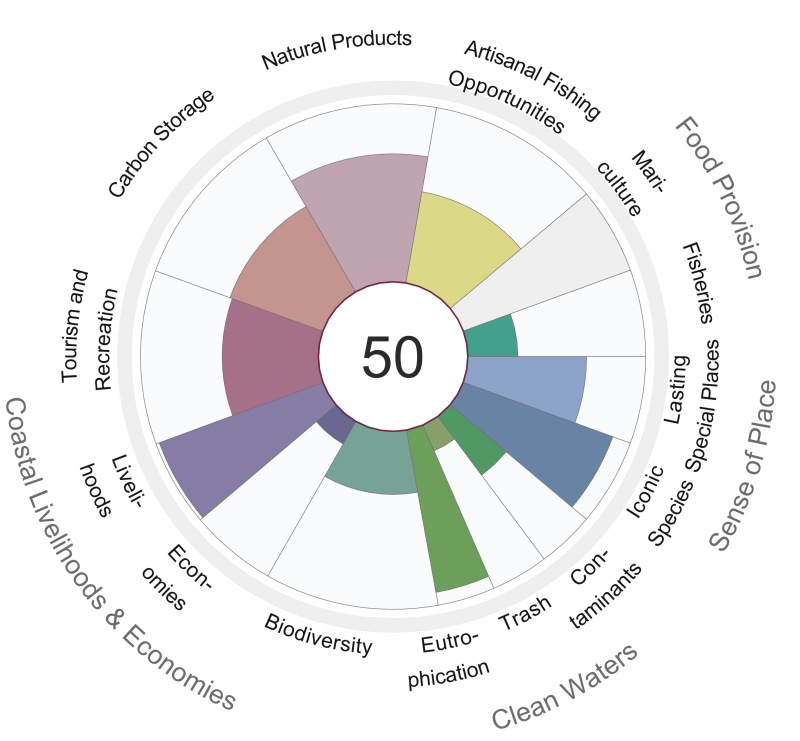 Natural Products
Artisanal Fishing
Opportunities
Mari-
culture
Food Provision
Fisheries
Lasting
Special Places
Sense of Place
Iconic
Species
Con-
taminants
Trash
Clean Waters
Eutro-
phication
Biodiversity
Econ-
omies
Liveli-
hoods
Coastal Livelihoods & Economies
Tourism and
Recreation
Carbon Storage
50